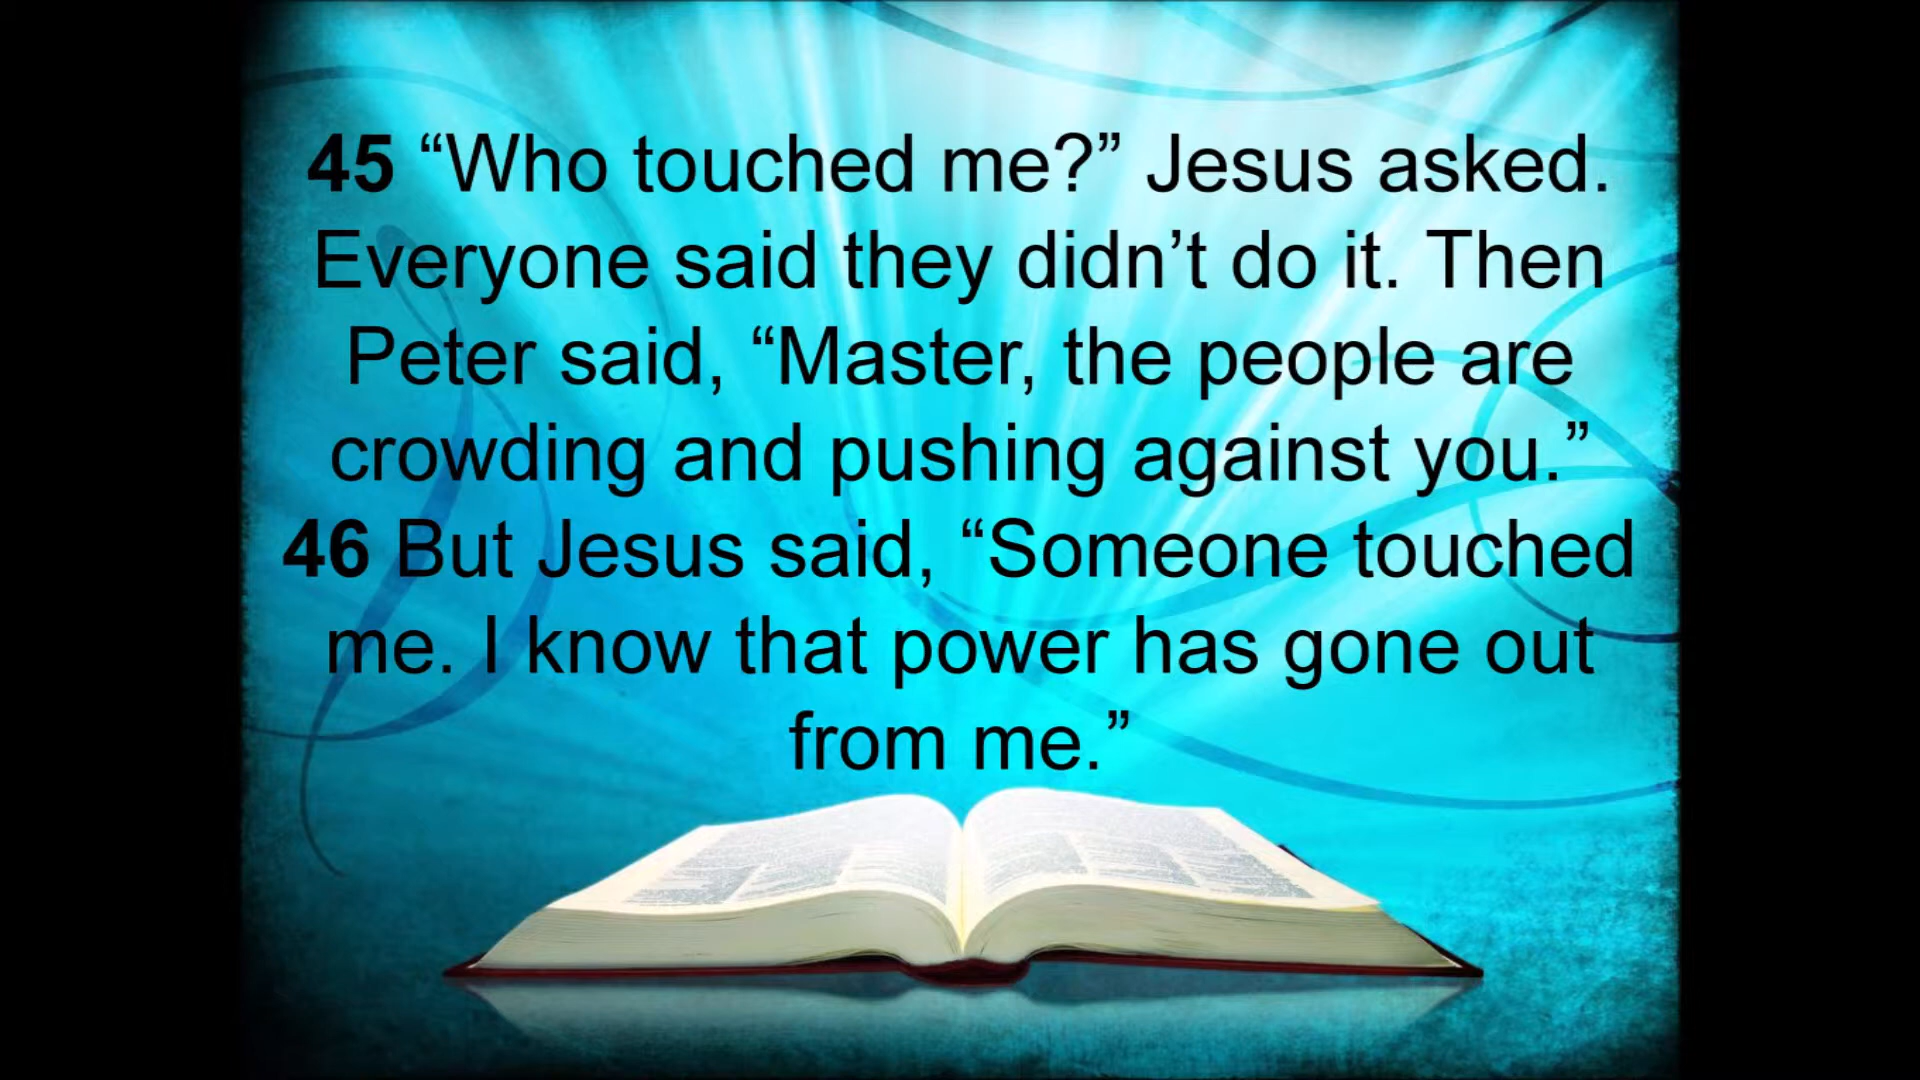 45 “Who touched me?” Jesus asked.
Everyone said they didn’t do it. Then
Peter said, “Master, the people are
crowding and pushing against you.”
46 But Jesus said, “Someone touched
me. I know that power has gone out
from me.”